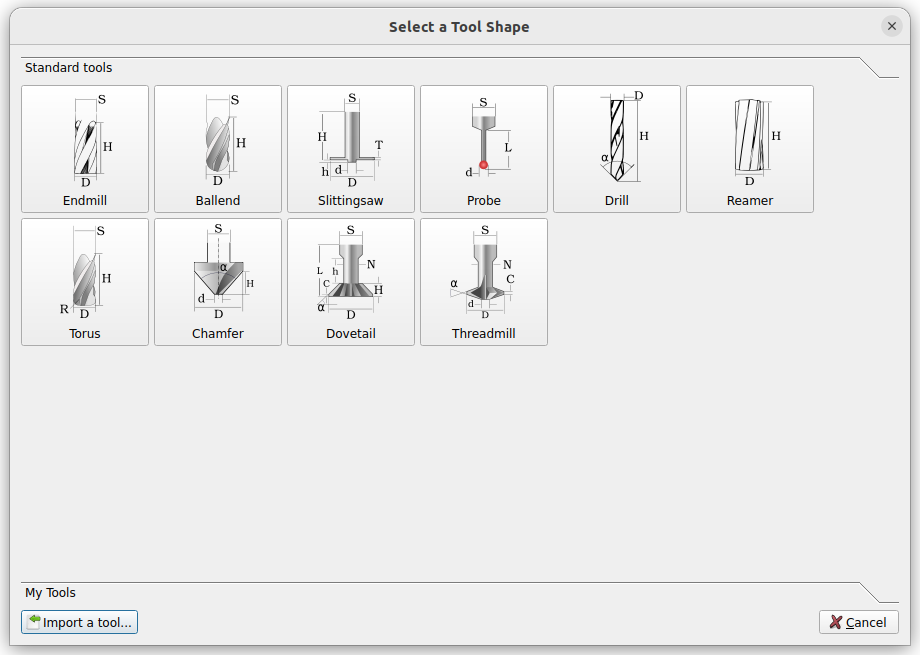 Select a Tool Shape
Standard tools
S
H
D
Endmill
S
H
D
Ballend
S
H
T
h d
D
Slittingsaw
S
L
d
Probe
D
H
α
Drill
H
D
Reamer
S
H
R D
Torus
S
α
H
d
D
Chamfer
S
N
L h
C
H
α
D
Dovetail
S
N
C
α
d
D
Threadmill
My Tools
Import a tool...
Cancel